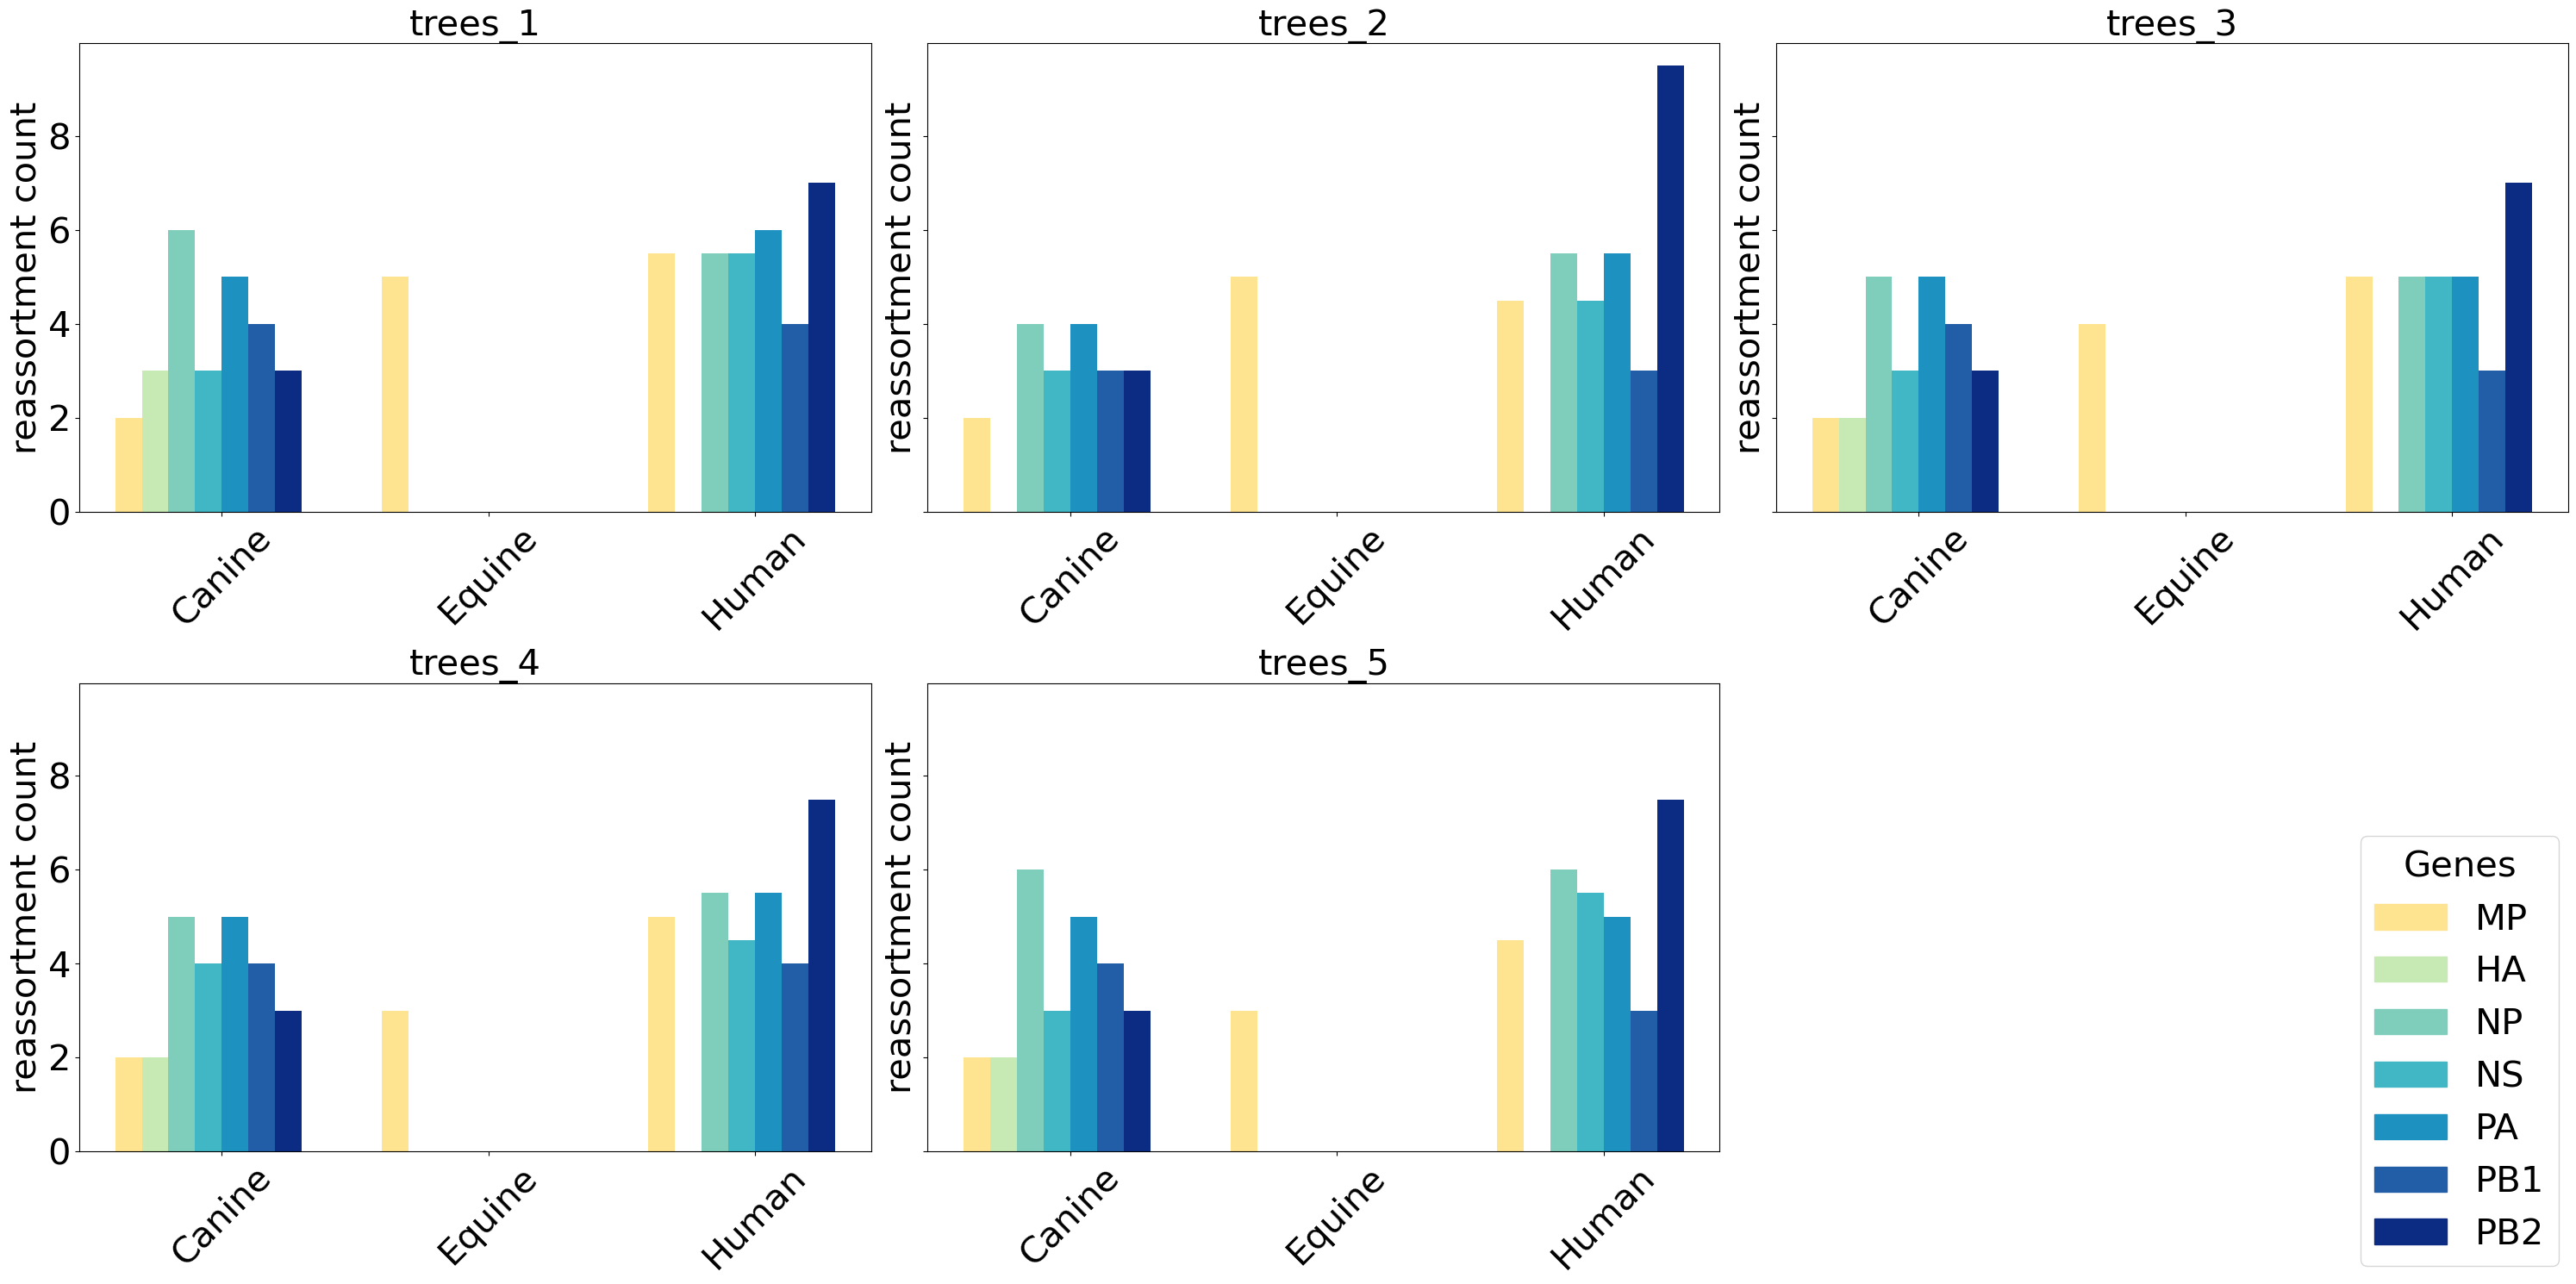 trees_1
reassortment count
8
6
4
2
0
Canine
Equine
Human
trees_2
reassortment count
Canine
Equine
Human
trees_3
reassortment count
Canine
Equine
Human
trees_4
reassortment count
8
6
4
2
0
Canine
Equine
Human
trees_5
reassortment count
Canine
Equine
Human
Genes
MP
HA
NP
NS
PA
PB1
PB2